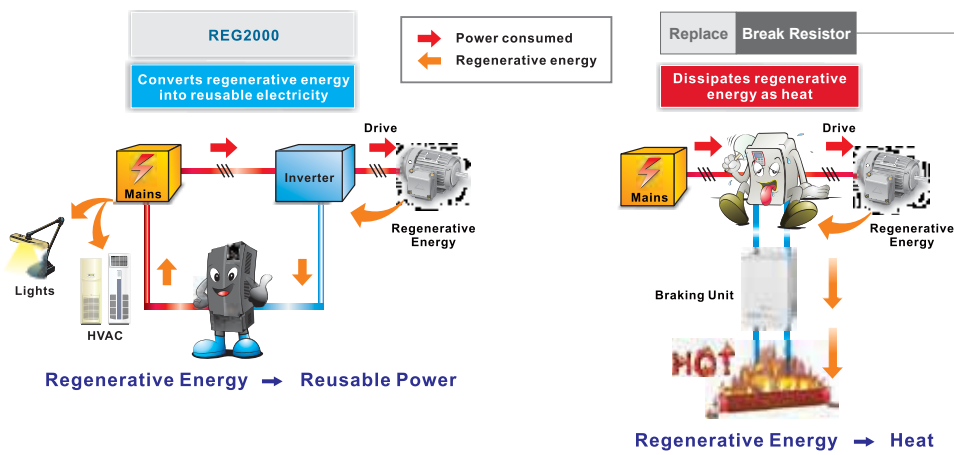 REG2000
Converts regenerative energy
into reusable electricity
Power consumed
Regenerative energy
Replace Break Resistor
Dissipates regenerative
energy as heat
Drive
Mains
Inverter
Regenerative
Energy
Lights
HVAC
Regenerative Energy → Reusable Power
Drive
Mains
Regenerative
Energy
Braking Unit
HOT
Regenerative Energy → Heat